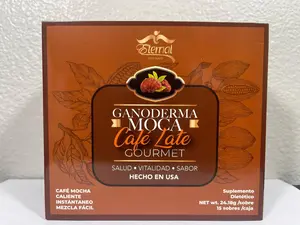 Eternal
GANODERMA
MOCA
Café Late
GOURMET
SALUD • VITALIDAD • SABOR
HECHO EN USA
CAFÉ MOCHA
CALIENTE
INSTANTÁNEO
MEZCLA FÁCIL
Suplemento
Dietético
NET wt. 24.18g /sobre
15 sobres /caja